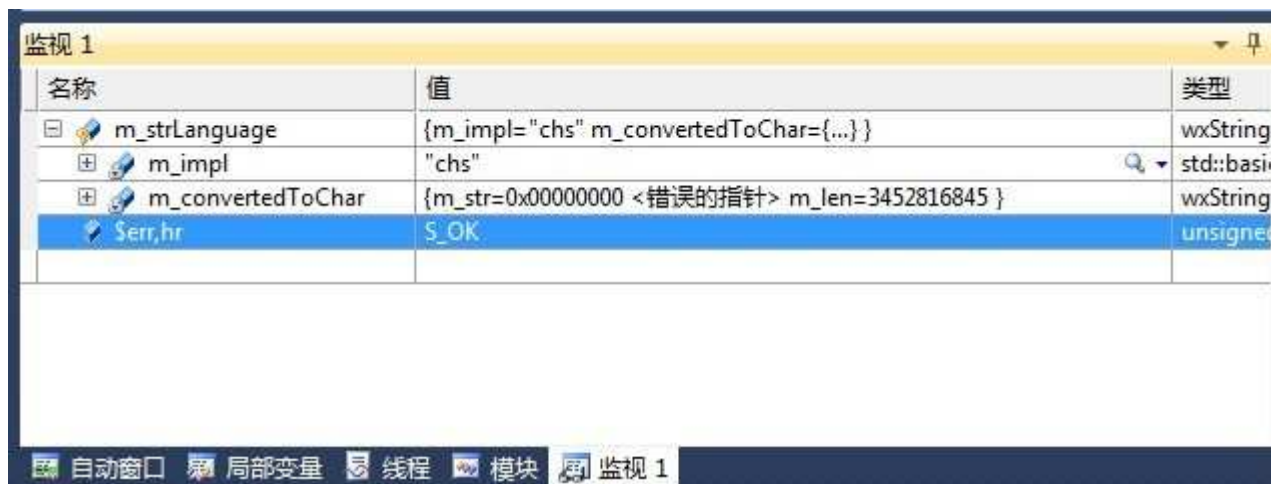 监视 1
名称 值 类型
m_strLanguage {m_impl="chs" m_convertedToChar={...} } wxString
m_impl "chs" std::basi
m_convertedToChar {m_str=0x00000000 <错误的指针> m_len=3452816845 } wxString
$err,hr S_OK unsigne
自动窗口 局部变量 线程 模块 监视 1